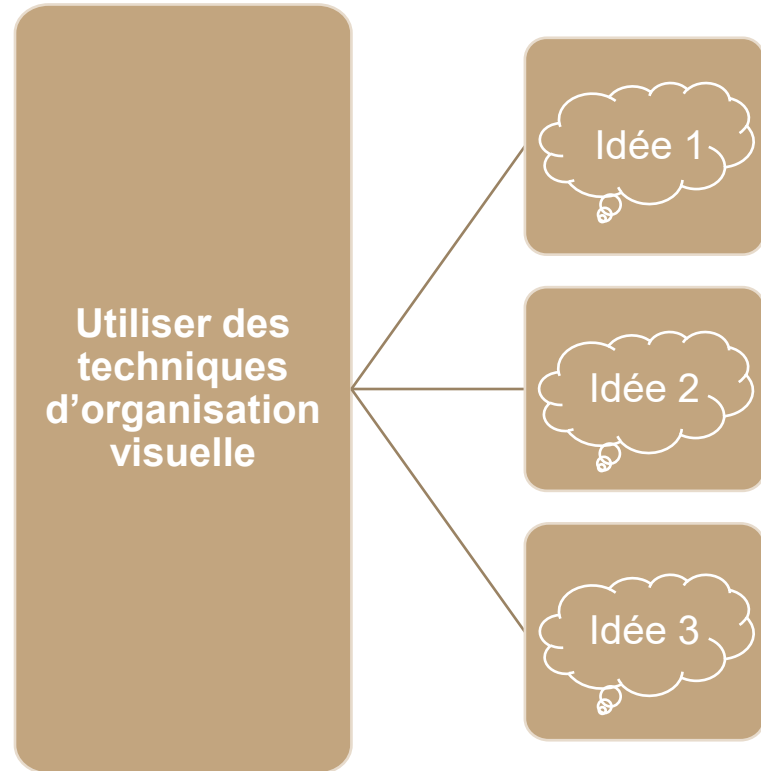 Utiliser des
techniques
d’organisation
visuelle
Idée 1
Idée 2
Idée 3